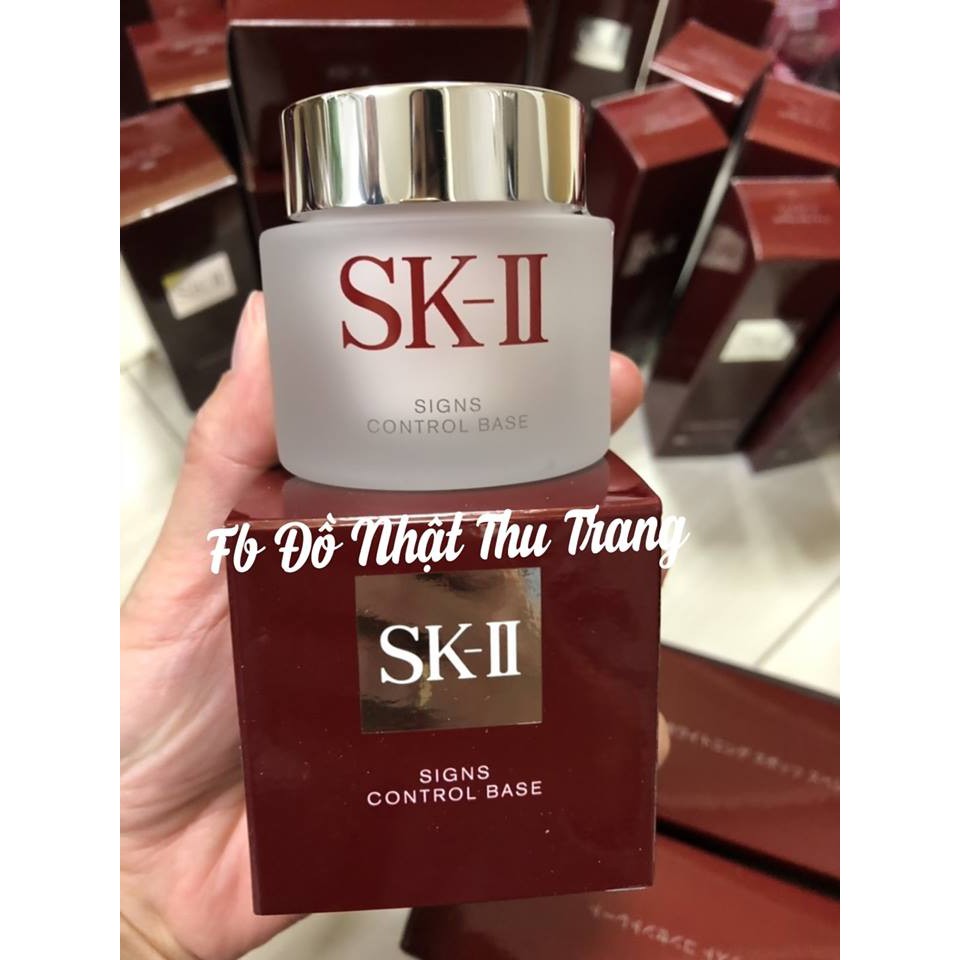 SK-II
SIGNS
CONTROL BASE
Fb Đồ Nhật Thu Trang
SK-II
SIGNS
CONTROL BASE